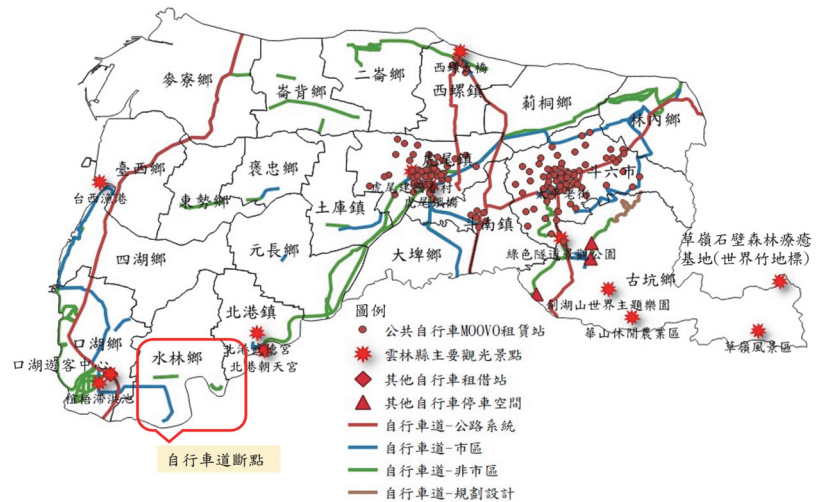 西螺大橋
二崙鄉
麥寮鄉
崙背鄉
西螺鎮
莿桐鄉
林內鄉
臺西鄉
褒忠鄉
虎尾鎮
斗六市
台西漁港
東勢鄉
虎尾糖廠
土庫鎮
斗南鎮
四湖鄉
元長鄉
大埤鄉
綠色隧道景觀公園
草嶺石壁森林療癒
基地(世界竹地標)
古坑鄉
北港鎮
圖例
劍湖山世界主題樂園
公共自行車MOOVO租賃站
華山休閒農業區
口湖鄉
水林鄉
雲林縣主要觀光景點
草嶺風景區
口湖遊客中心
北港朝天宮
其他自行車租借站
椬梧滯洪池
其他自行車停車空間
自行車道-公路系統
自行車道-市區
自行車道斷點
自行車道-非市區
自行車道-規劃設計